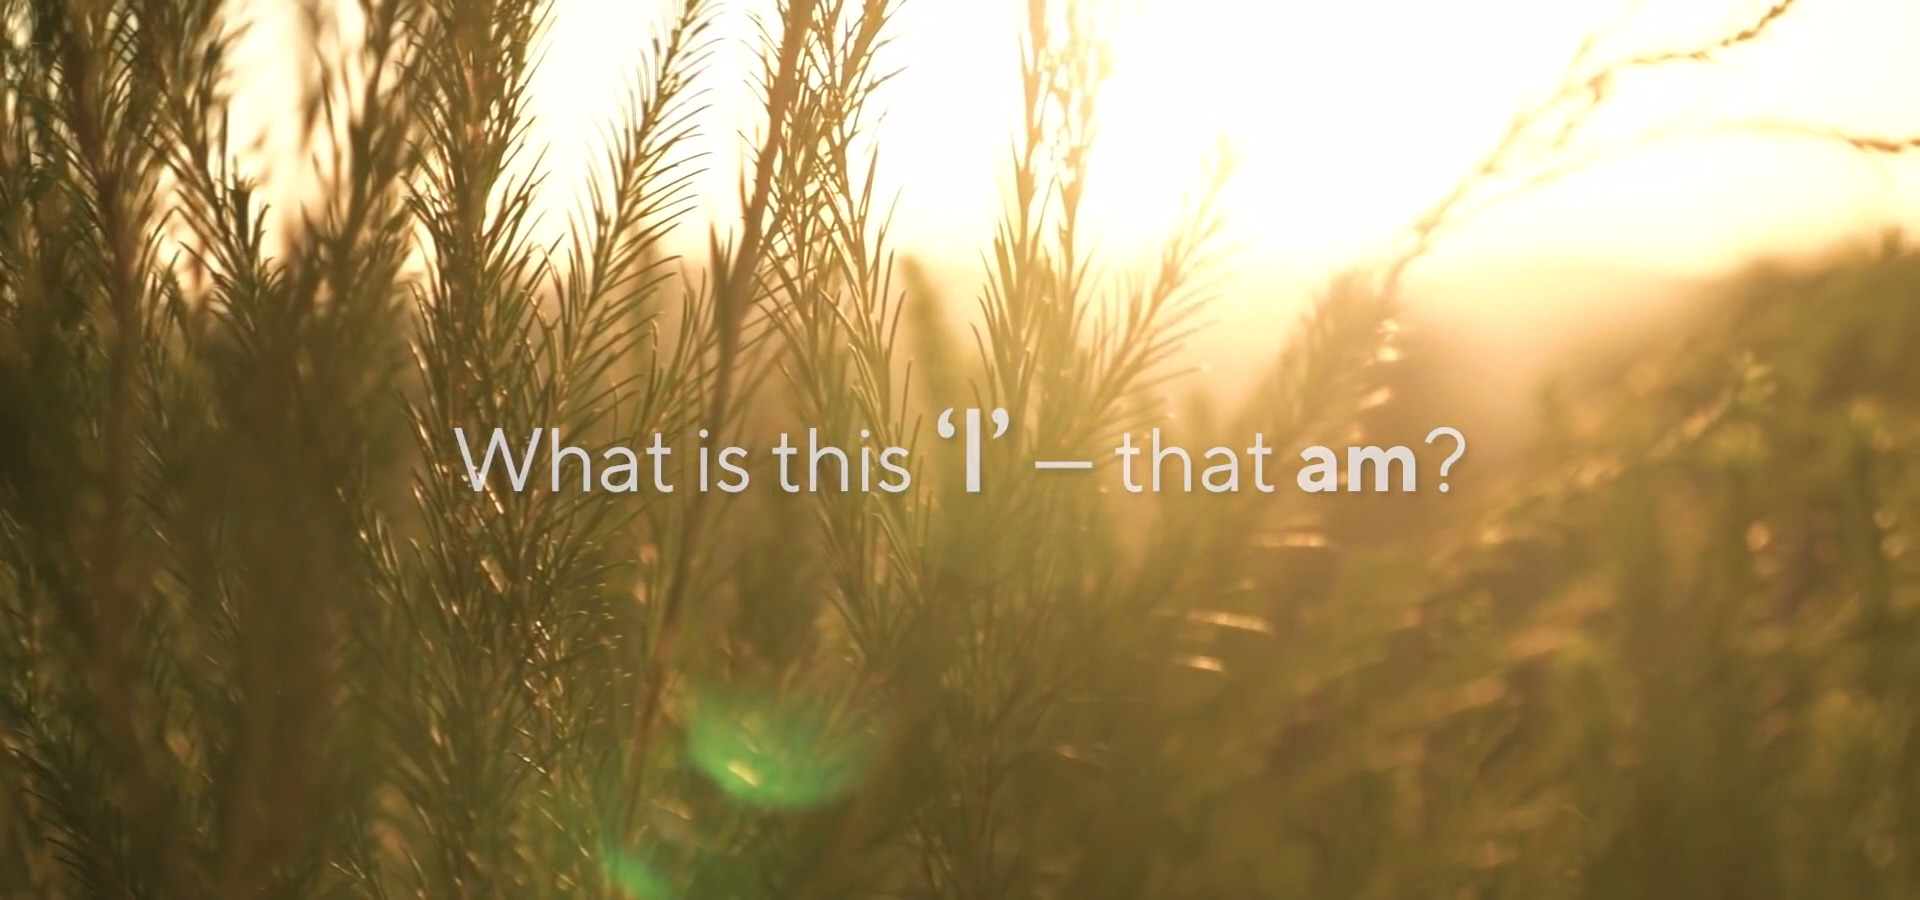 What is this ‘I’ – that am?